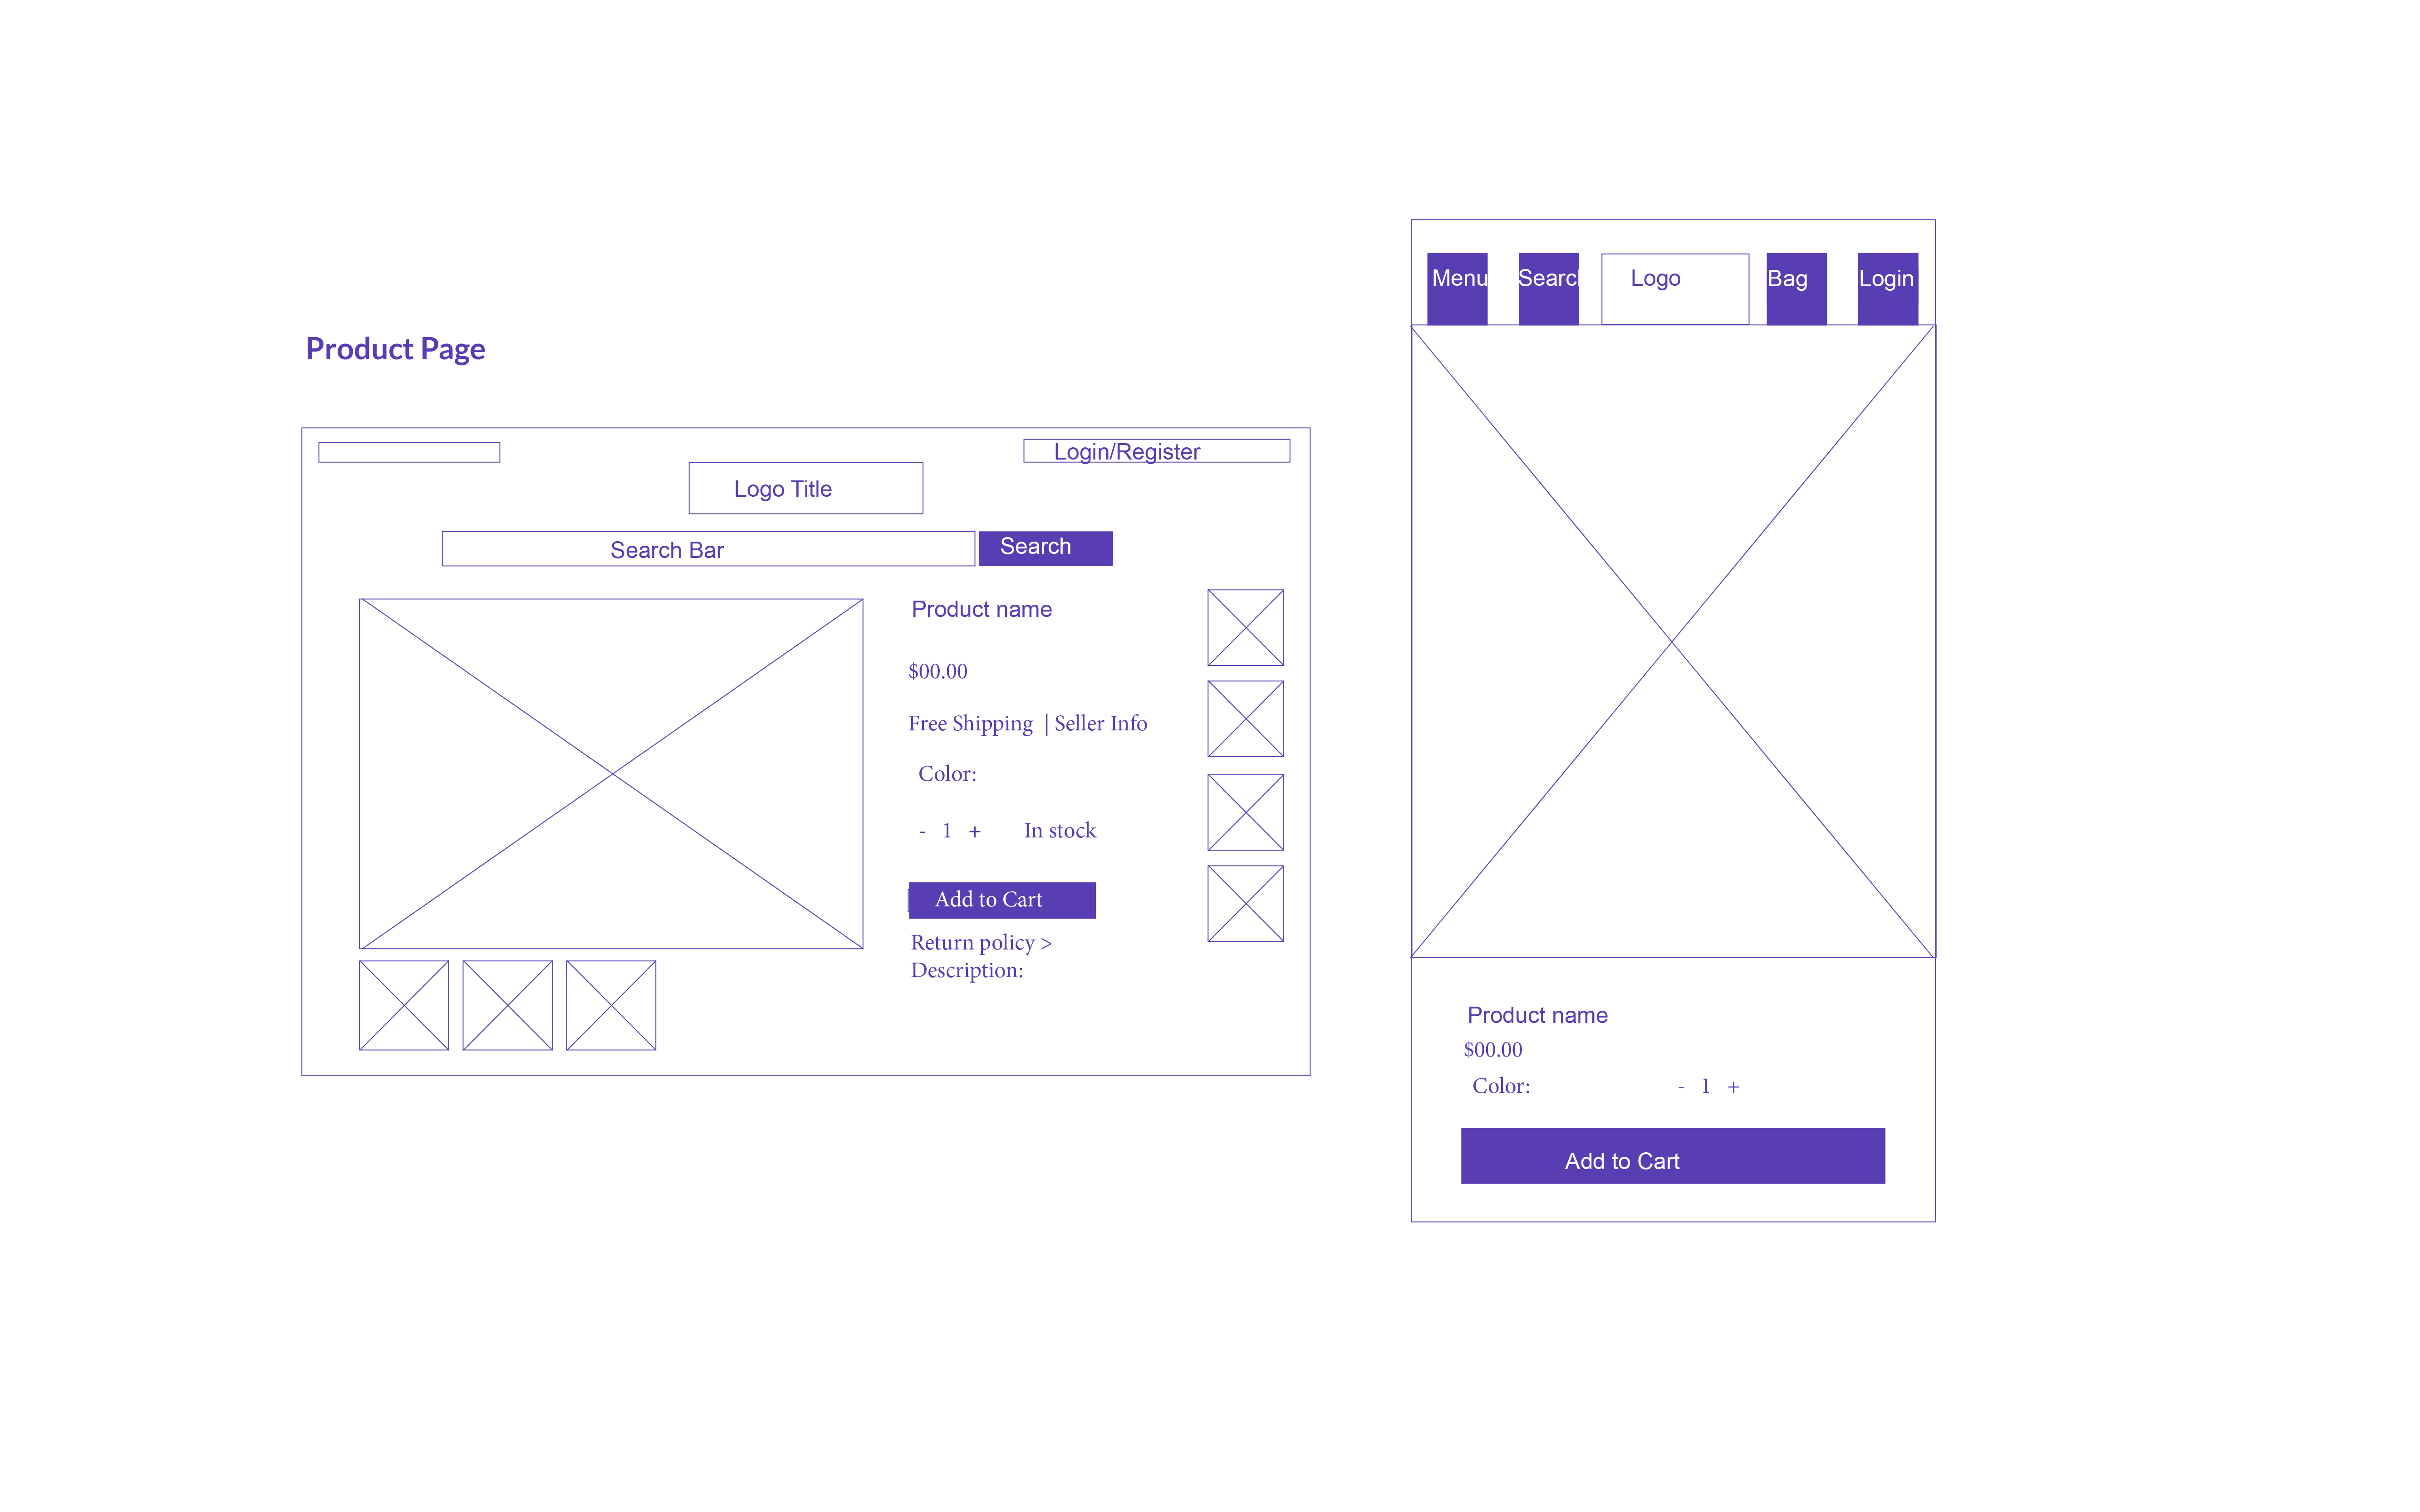 Product Page
Login/Register
Logo Title
Search Bar
Search
Product name
$00.00
Free Shipping | Seller Info
Color:
- 1 + In stock
Add to Cart
Return policy >
Description:
Menu
Searc
Logo
Bag
Login
Product name
$00.00
Color:
- 1 +
Add to Cart